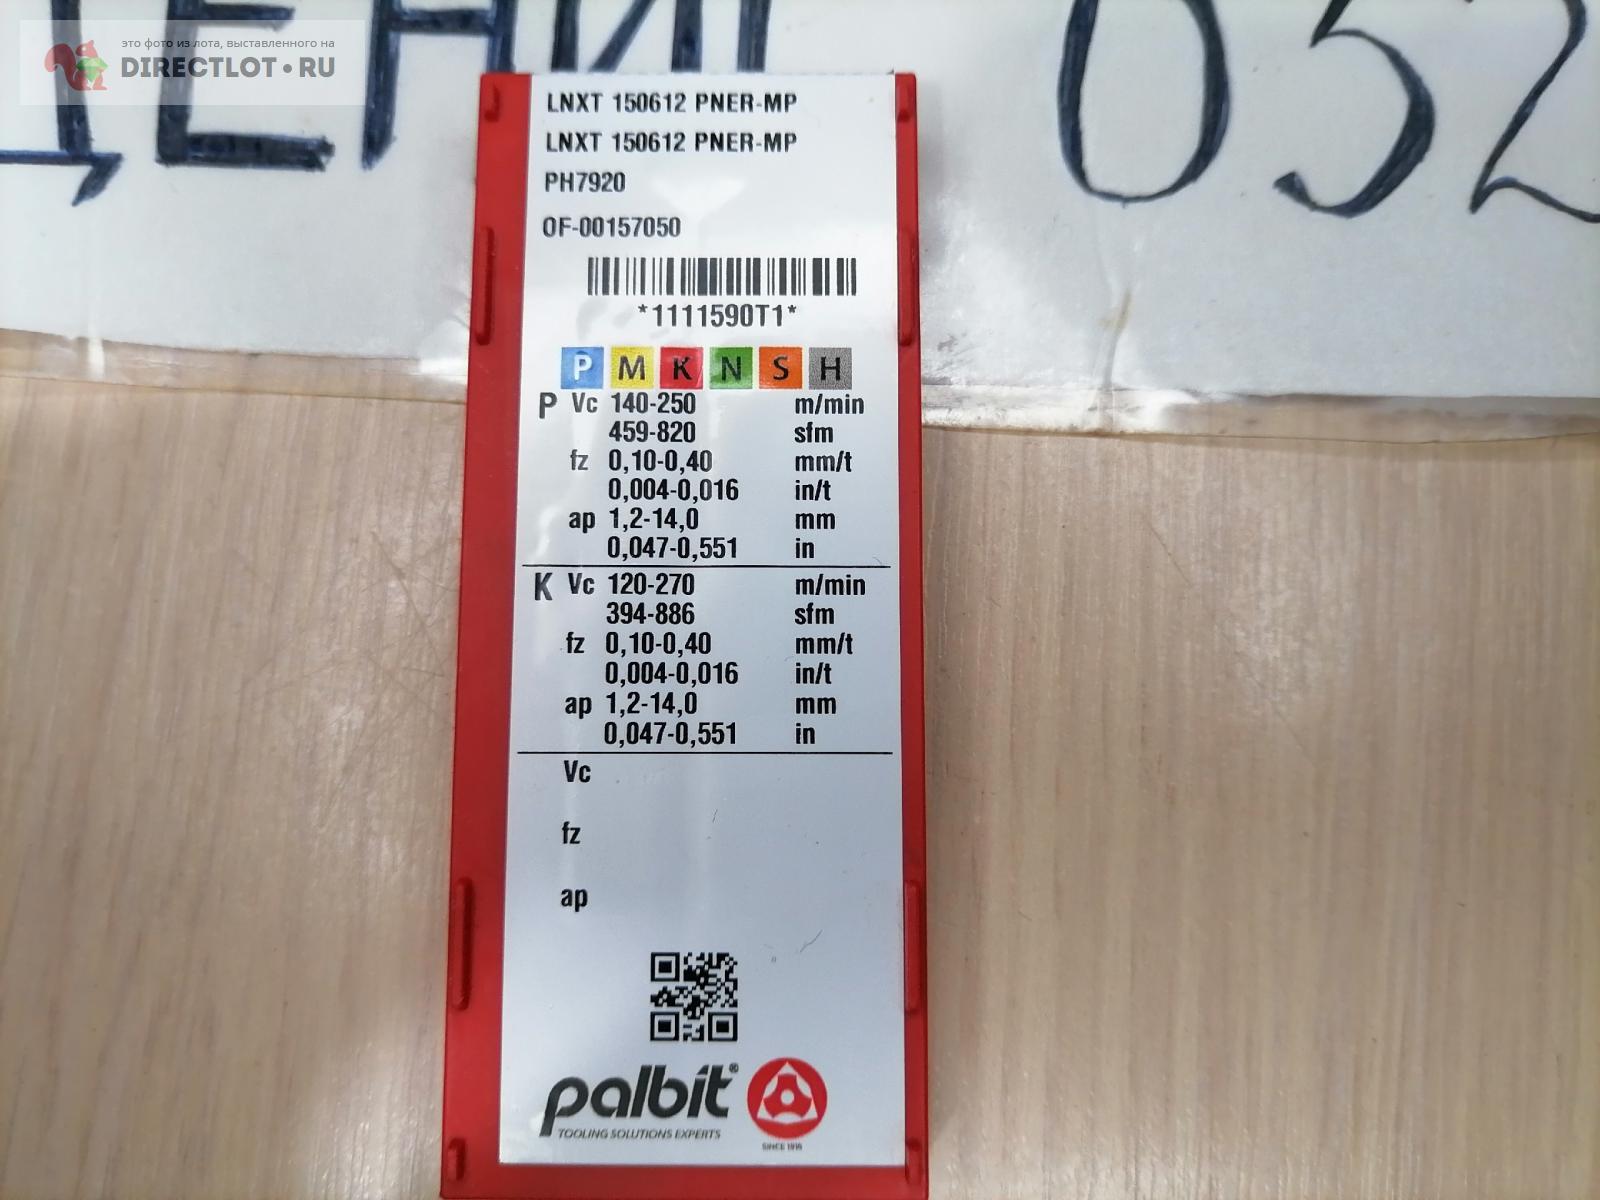 это фото из лота, выставленного на
DIRECTLOT•RU
052
LNXT 150612 PNER-MP
LNXT 150612 PNER-MP
PH7920
OF-00157050
*1111590T1*
P M K N S H
P Vc 140-250 m/min
459-820 sfm
fz 0,10-0,40 mm/t
0,004-0,016 in/t
ap 1,2-14,0 mm
0,047-0,551 in
K Vc 120-270 m/min
394-886 sfm
fz 0,10-0,40 mm/t
0,004-0,016 in/t
ap 1,2-14,0 mm
0,047-0,551 in
Vc
fz
ap
palbit®
TOOLING SOLUTIONS EXPERTS
SINCE 1916